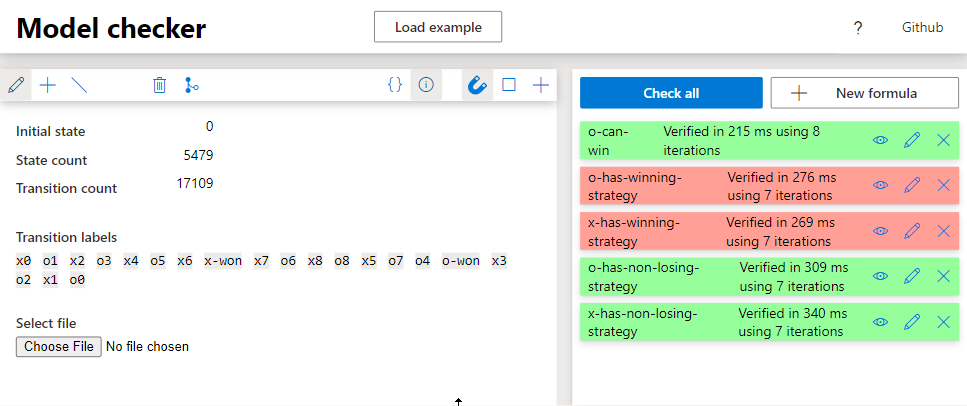 Model checker
Load example
?
Github
{}
Check all
New formula
Initial state 0
State count 5479
Transition count 17109
Transition labels
x0 o1 x2 o3 x4 o5 x6 x-won x7 o6 x8 o8 x5 o7 o4 o-won x3
o2 x1 o0
Select file
Choose File No file chosen
o-can-
win
Verified in 215 ms using 8
iterations
o-has-winning-
strategy
Verified in 276 ms
using 7 iterations
x-has-winning-
strategy
Verified in 269 ms
using 7 iterations
o-has-non-losing-
strategy
Verified in 309 ms
using 7 iterations
x-has-non-losing-
strategy
Verified in 340 ms
using 7 iterations